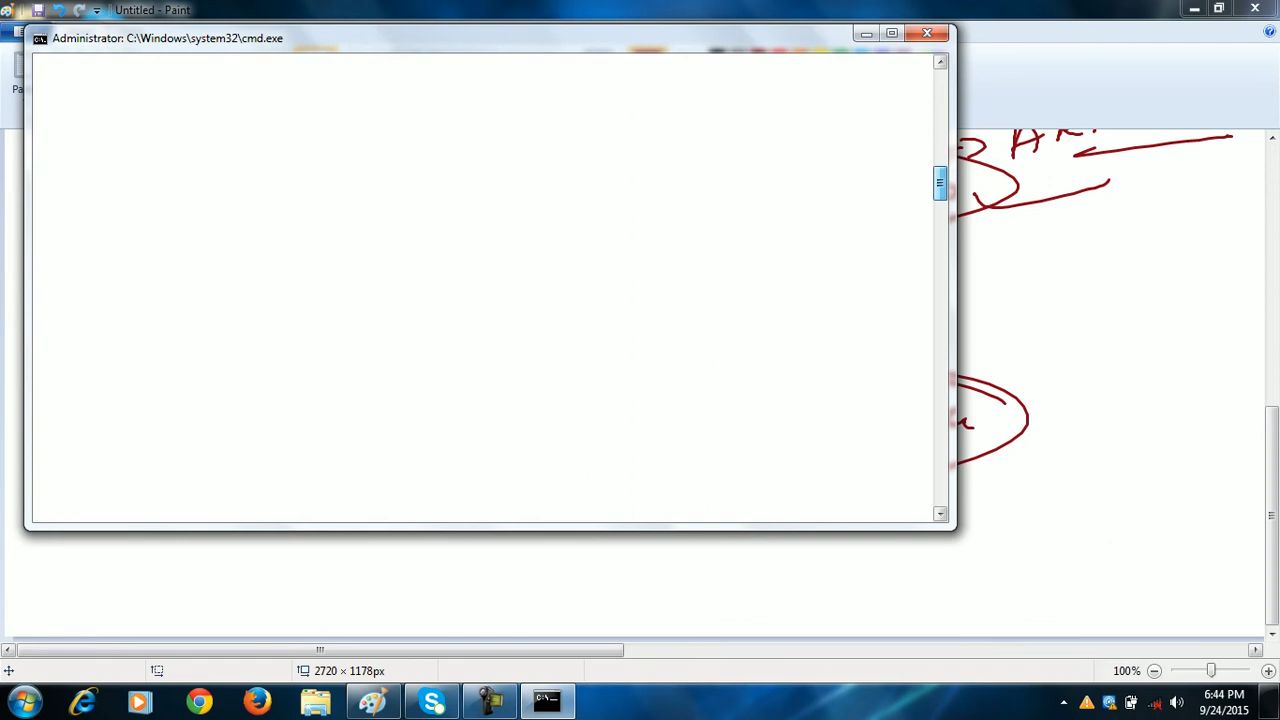 Untitled - Paint
Administrator: C:\Windows\system32\cmd.exe
2720 × 1178px
100%
6:44 PM
9/24/2015